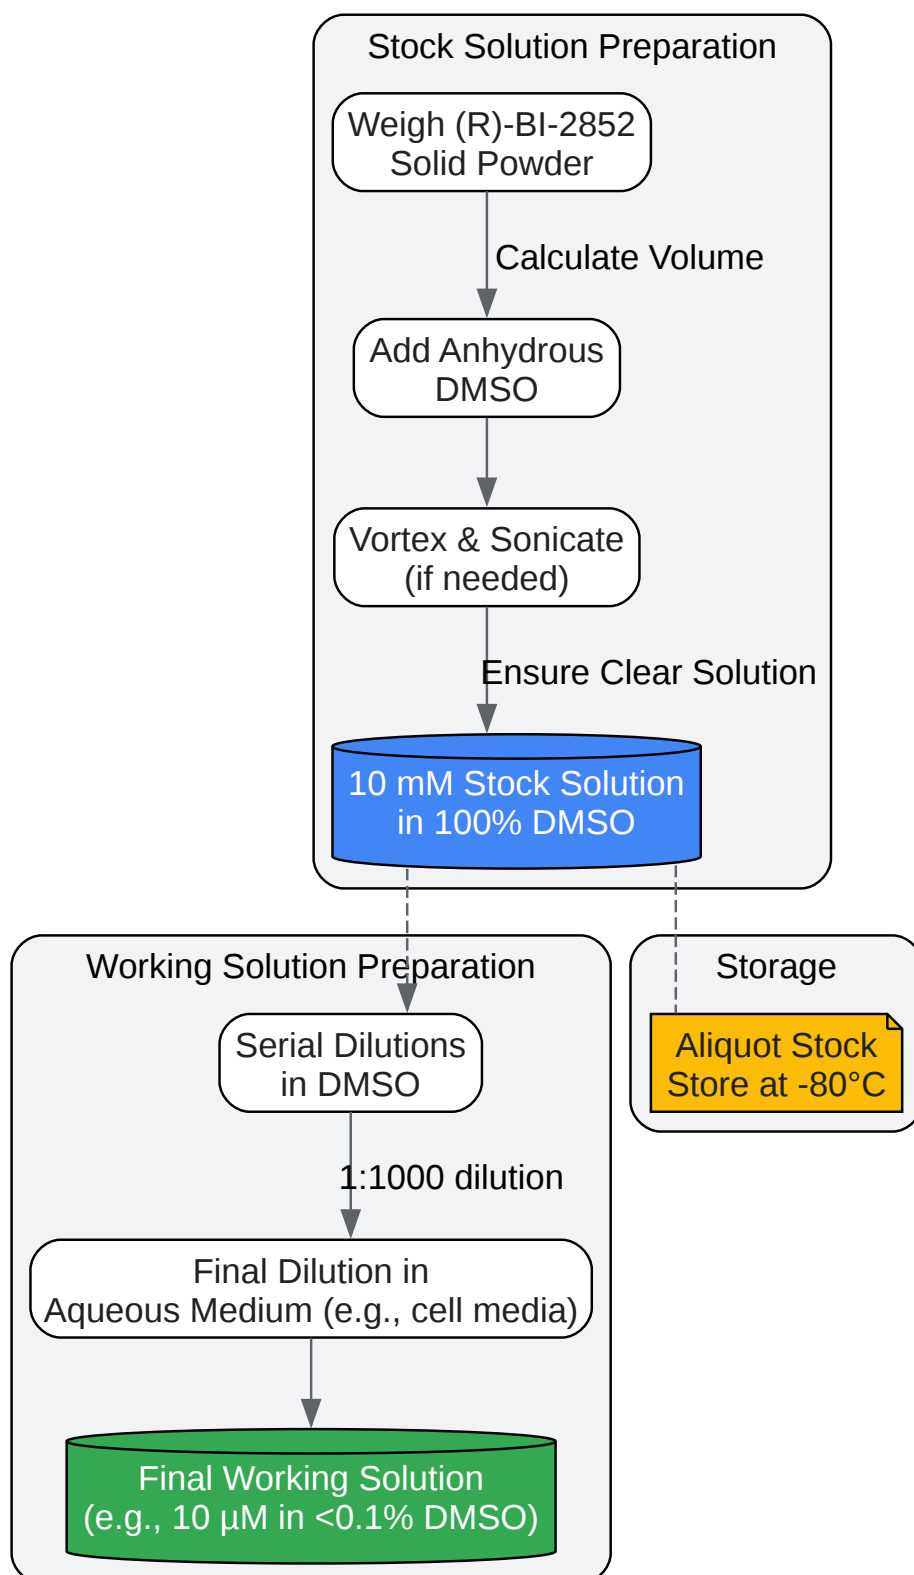 Stock Solution Preparation
Weigh (R)-BI-2852
Solid Powder
Calculate Volume
Add Anhydrous
DMSO
Vortex & Sonicate
(if needed)
Ensure Clear Solution
10 mM Stock Solution
in 100% DMSO
Working Solution Preparation
Serial Dilutions
in DMSO
1:1000 dilution
Final Dilution in
Aqueous Medium (e.g., cell media)
Final Working Solution
(e.g., 10 µM in <0.1% DMSO)
Storage
Aliquot Stock
Store at -80°C